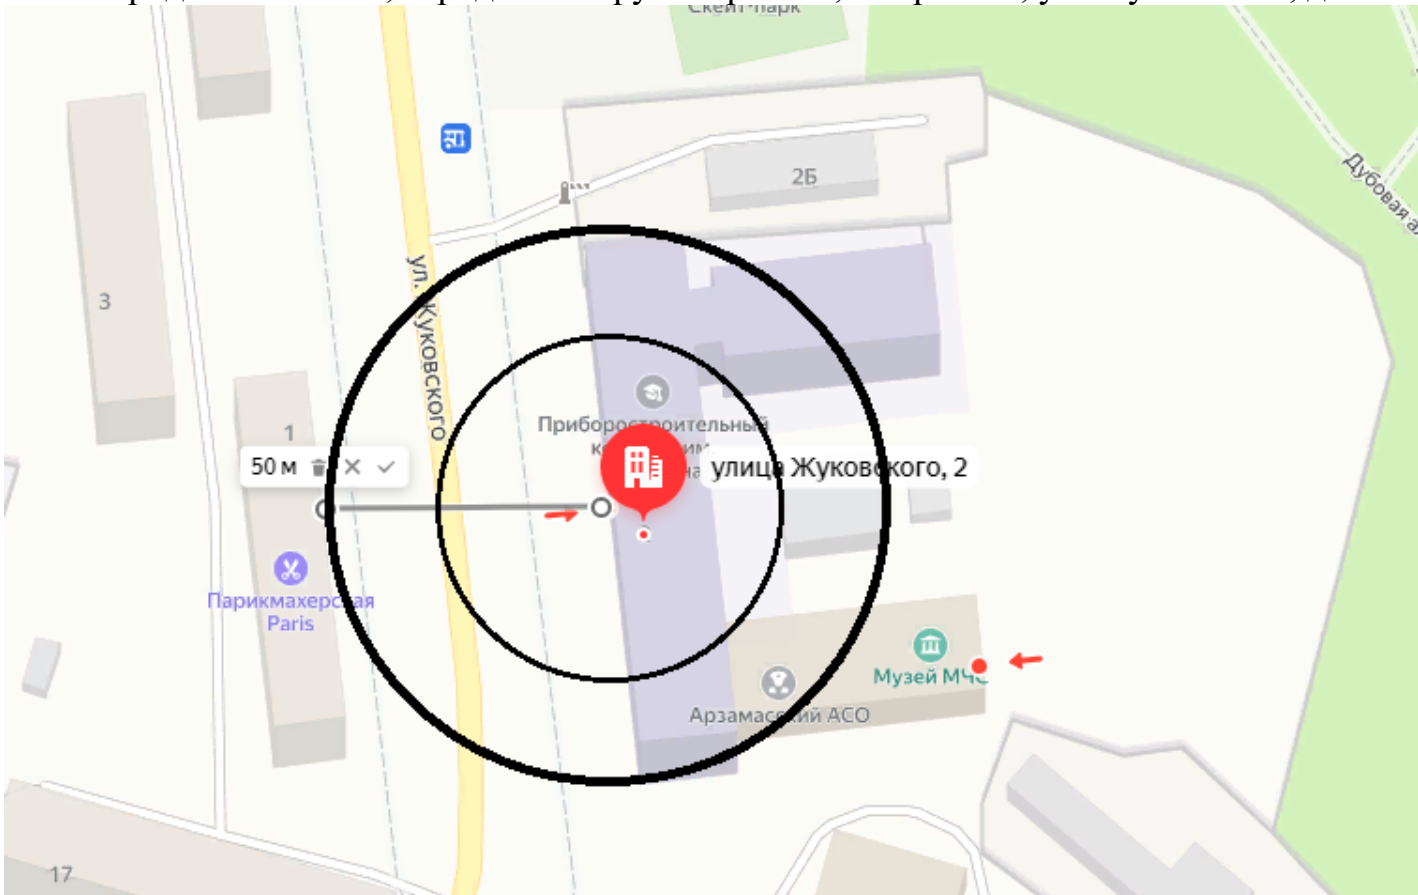 Скейт-парк
2Б
Дубовая ал
3
ул. Жуковского
1
Приборостроительный
50 м
улица Жуковского, 2
Парикмахерская
Paris
Музей МЧС
Арзамасский АСО
17